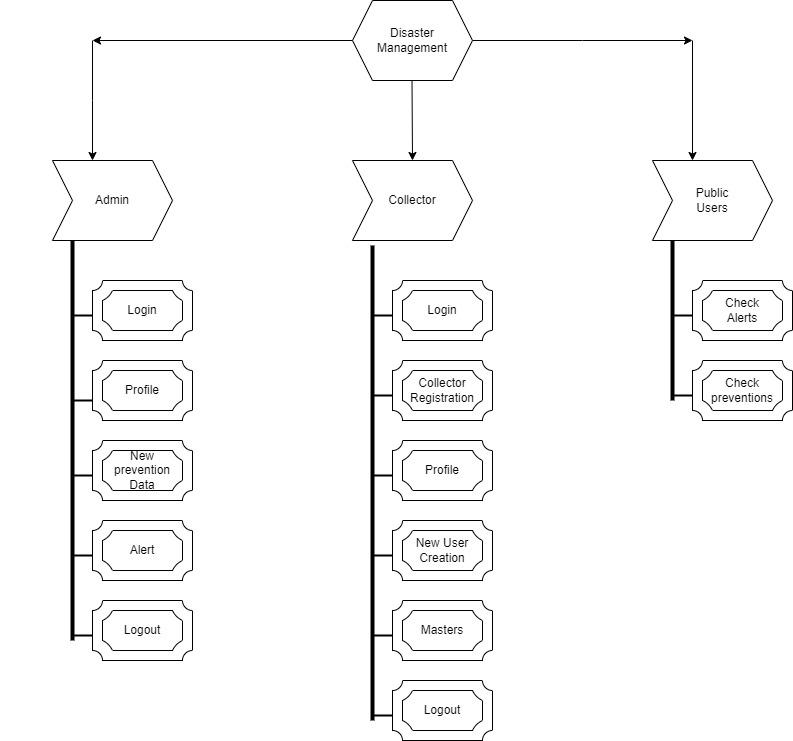 Disaster
Management
Admin
Collector
Public
Users
Login
Profile
New
prevention
Data
Alert
Logout
Login
Collector
Registration
Profile
New User
Creation
Masters
Logout
Check
Alerts
Check
preventions